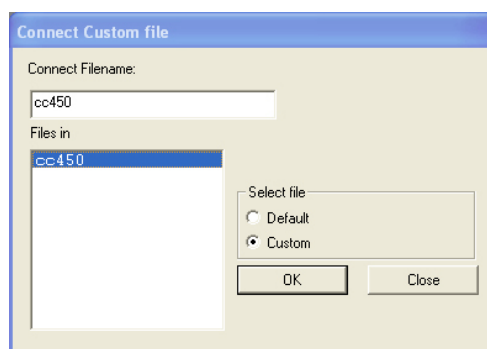 Connect Custom file
Connect Filename:
cc450
Files in
cc450
Select file
Default
Custom
OK
Close